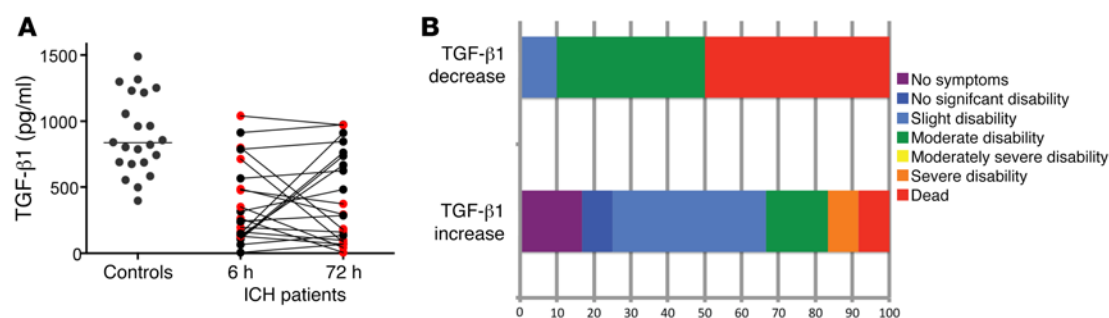 A
TGF-β1 (pg/ml)
1500
1000
500
0
Controls
6 h
72 h
ICH patients
B
TGF-β1
decrease
TGF-β1
increase
0 10 20 30 40 50 60 70 80 90 100
No symptoms
No signifcant disability
Slight disability
Moderate disability
Moderately severe disability
Severe disability
Dead